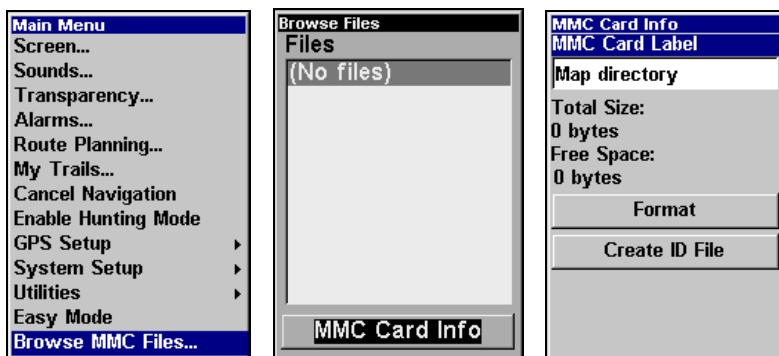 Main Menu
Screen...
Sounds...
Transparency...
Alarms...
Route Planning...
My Trails...
Cancel Navigation
Enable Hunting Mode
GPS Setup
System Setup
Utilities
Easy Mode
Browse MMC Files...
Browse Files
Files
(No files)
MMC Card Info
MMC Card Info
MMC Card Label
Map directory
Total Size:
0 bytes
Free Space:
0 bytes
Format
Create ID File